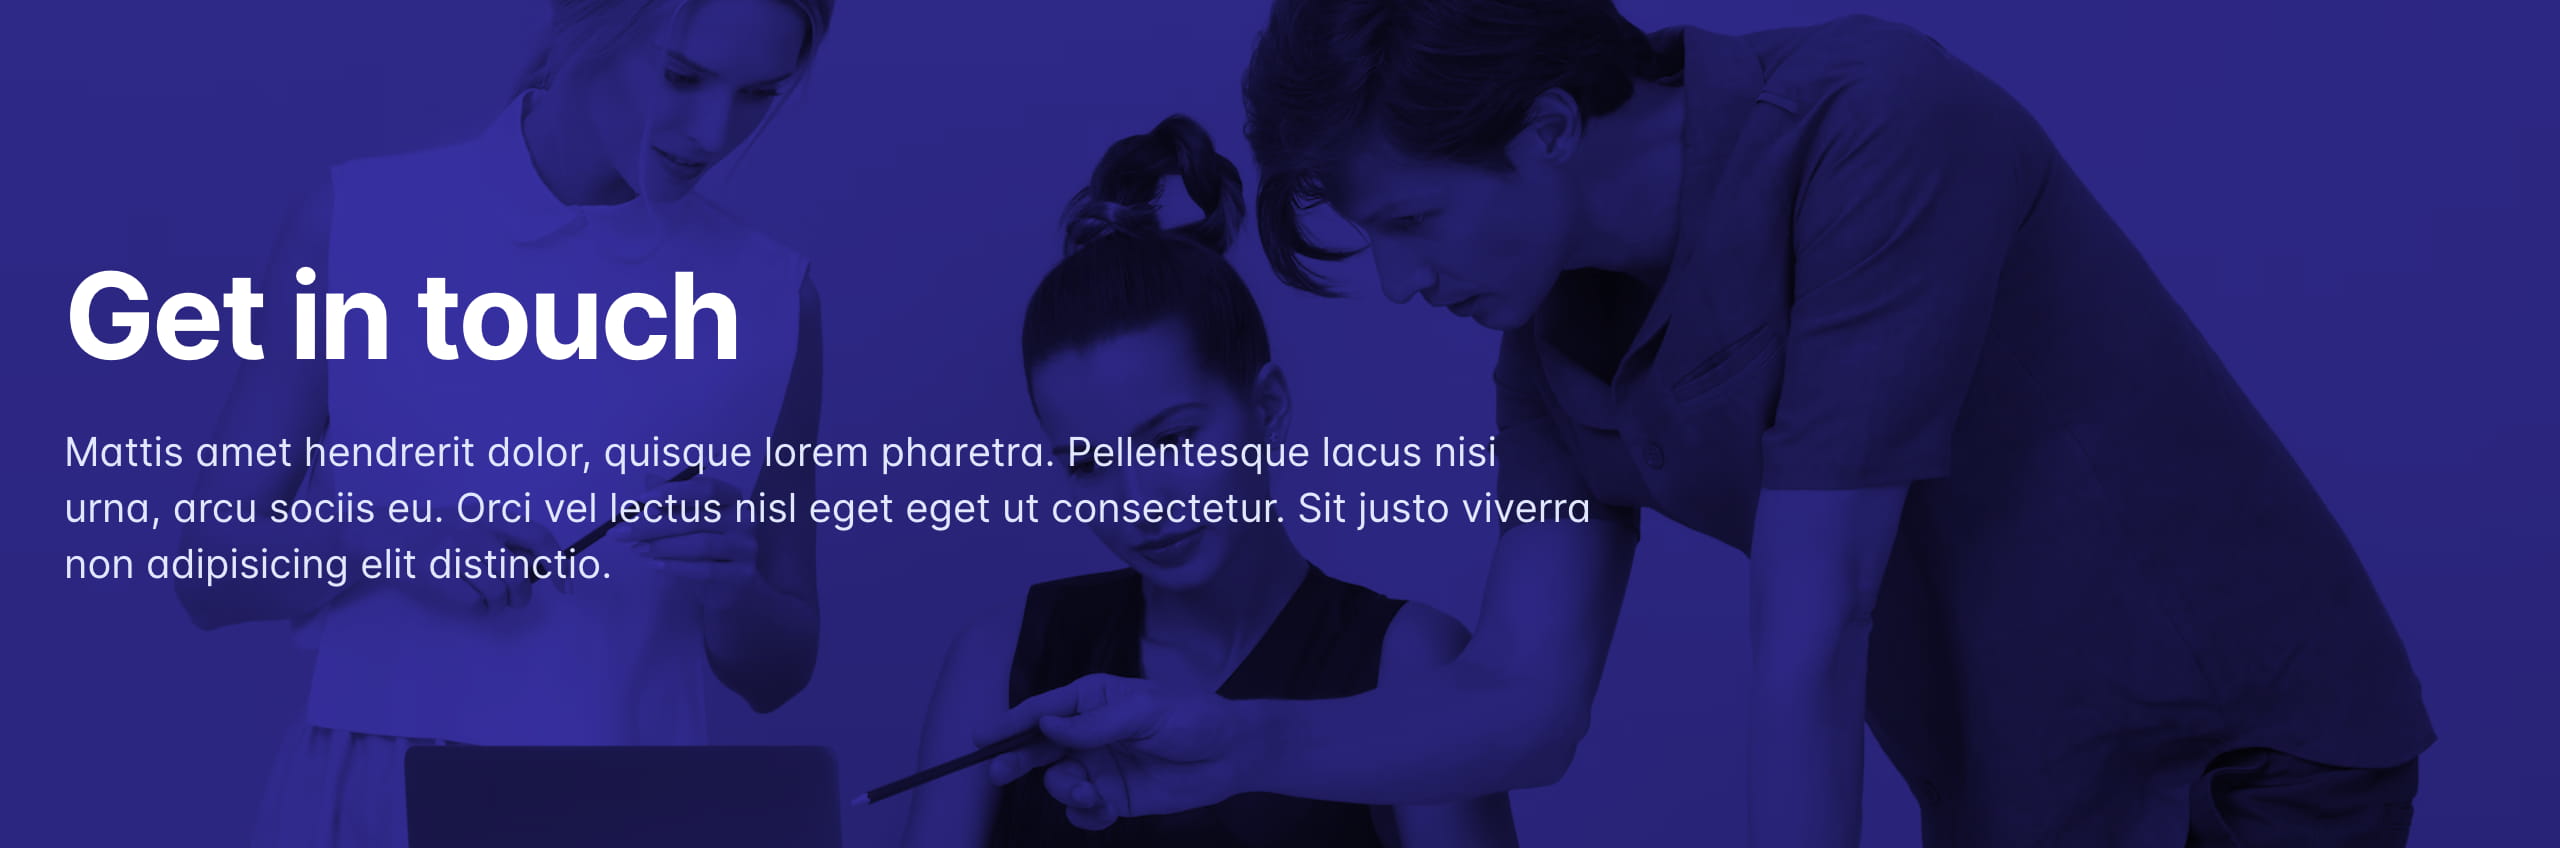 Get in touch
Mattis amet hendrerit dolor, quisque lorem pharetra. Pellentesque lacus nisi
urna, arcu sociis eu. Orci vel lectus nisl eget eget ut consectetur. Sit justo viverra
non adipisicing elit distinctio.